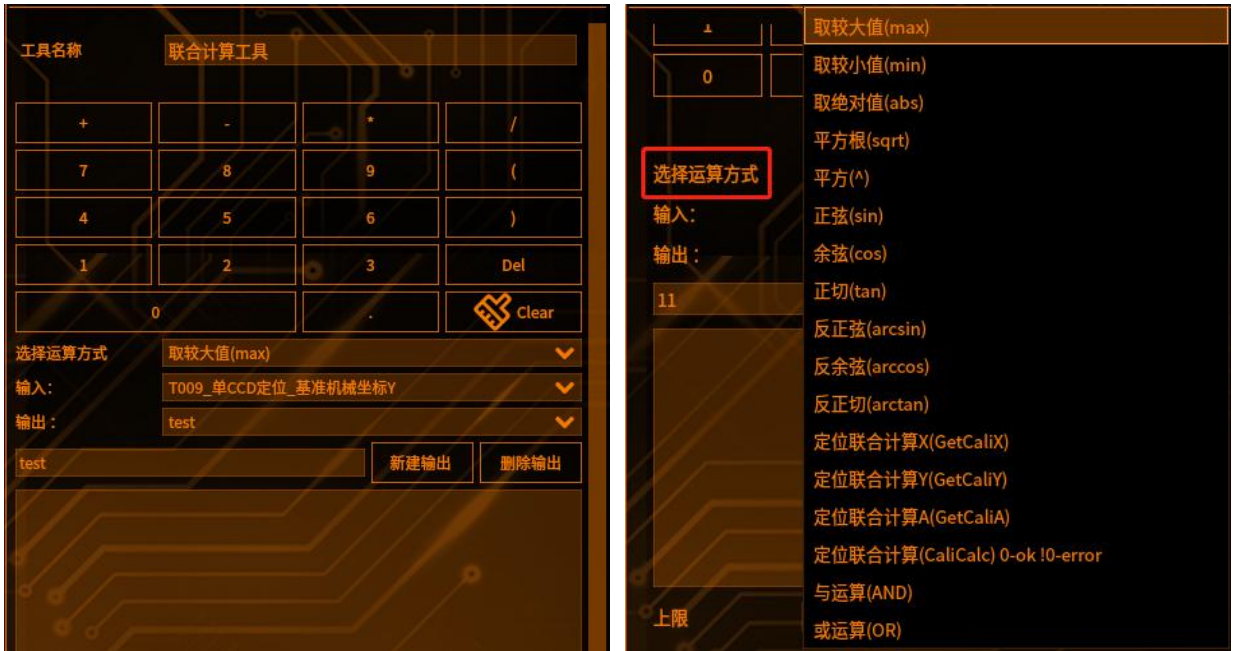 工具名称 联合计算工具
+ - * /
7 8 9 (
4 5 6 )
1 2 3 Del
0 . Clear
选择运算方式 取较大值(max)
输入: T009_单CCD定位_基准机械坐标Y
输出: test
test 新建输出 删除输出
1
0
选择运算方式
输入:
输出:
11
上限
取较大值(max)
取较小值(min)
取绝对值(abs)
平方根(sqrt)
平方(^)
正弦(sin)
余弦(cos)
正切(tan)
反正弦(arcsin)
反余弦(arccos)
反正切(arctan)
定位联合计算X(GetCaliX)
定位联合计算Y(GetCaliY)
定位联合计算A(GetCaliA)
定位联合计算(CaliCalc) 0-ok !0-error
与运算(AND)
或运算(OR)